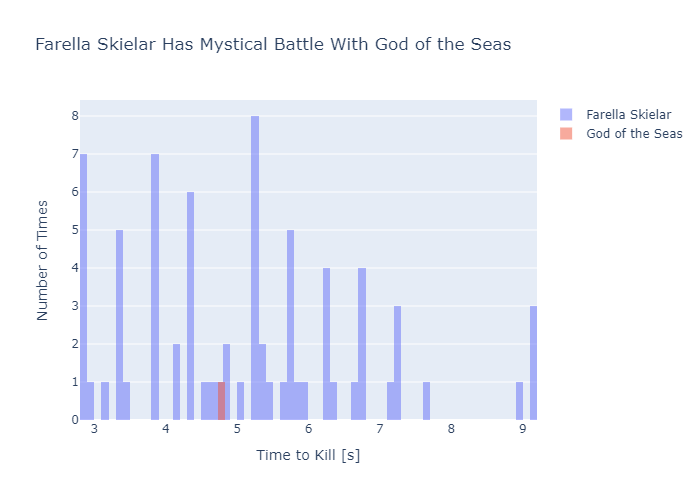 Farella Skielar Has Mystical Battle With God of the Seas
Farella Skielar
God of the Seas
Number of Times
8
7
6
5
4
3
2
1
0
3 4 5 6 7 8 9
Time to Kill [s]